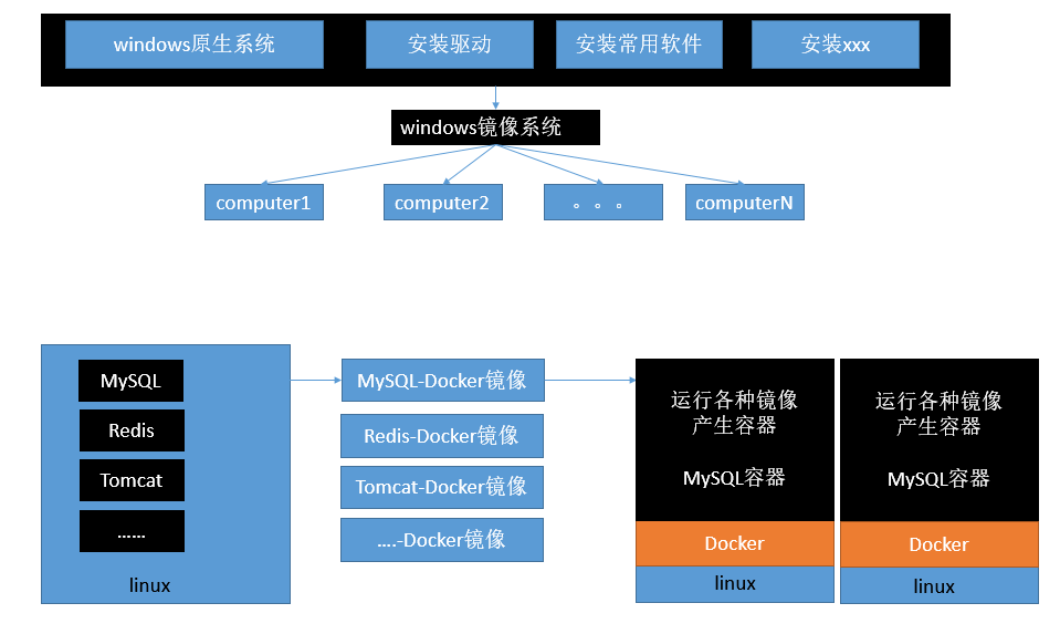 windows原生系统
安装驱动
安装常用软件
安装xxx
windows镜像系统
computer1
computer2
。。。
computerN
MySQL
Redis
Tomcat
......
linux
MySQL-Docker镜像
Redis-Docker镜像
Tomcat-Docker镜像
....-Docker镜像
运行各种镜像
产生容器
MySQL容器
Docker
linux
运行各种镜像
产生容器
MySQL容器
Docker
linux